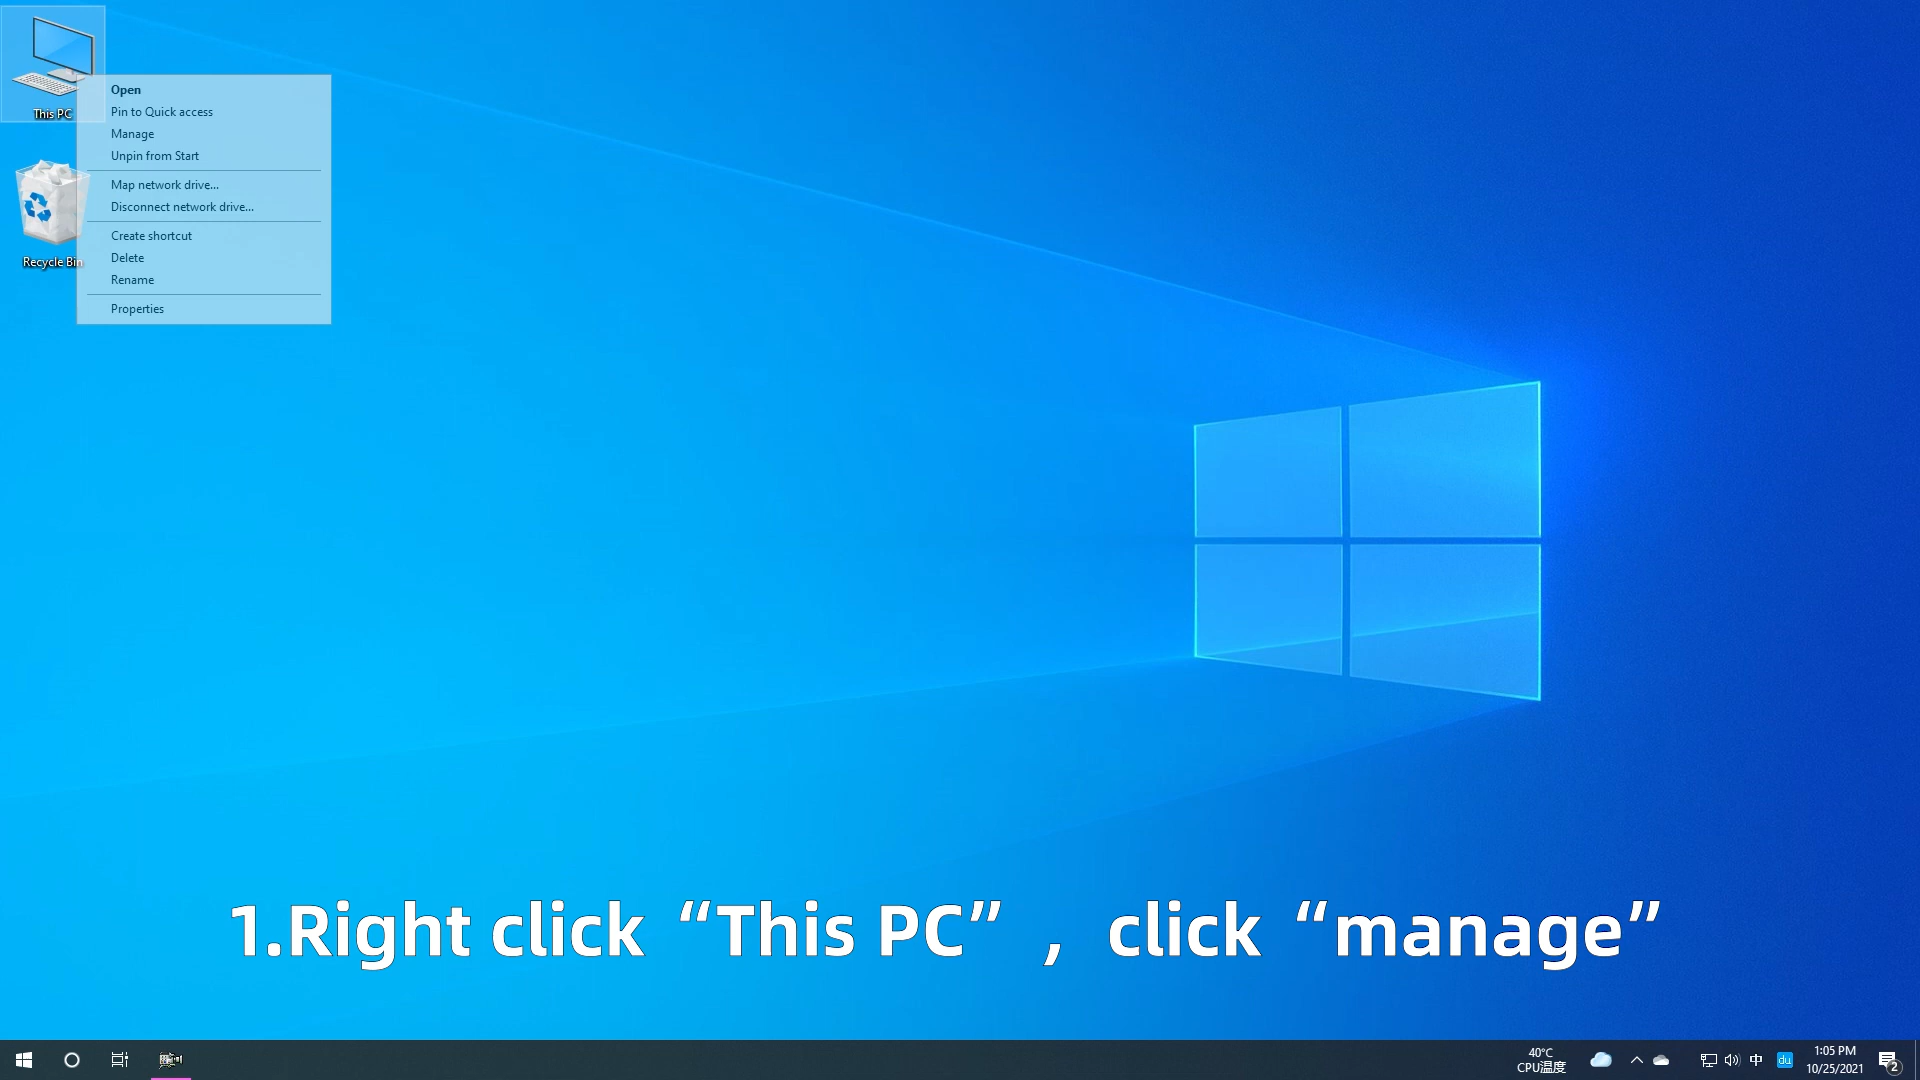 This PC
Open
Pin to Quick access
Manage
Unpin from Start
Map network drive...
Disconnect network drive...
Create shortcut
Delete
Rename
Properties
Recycle Bin
1.Right click “This PC” , click “manage”
40°C
CPU温度
中
du
1:05 PM
10/25/2021
2